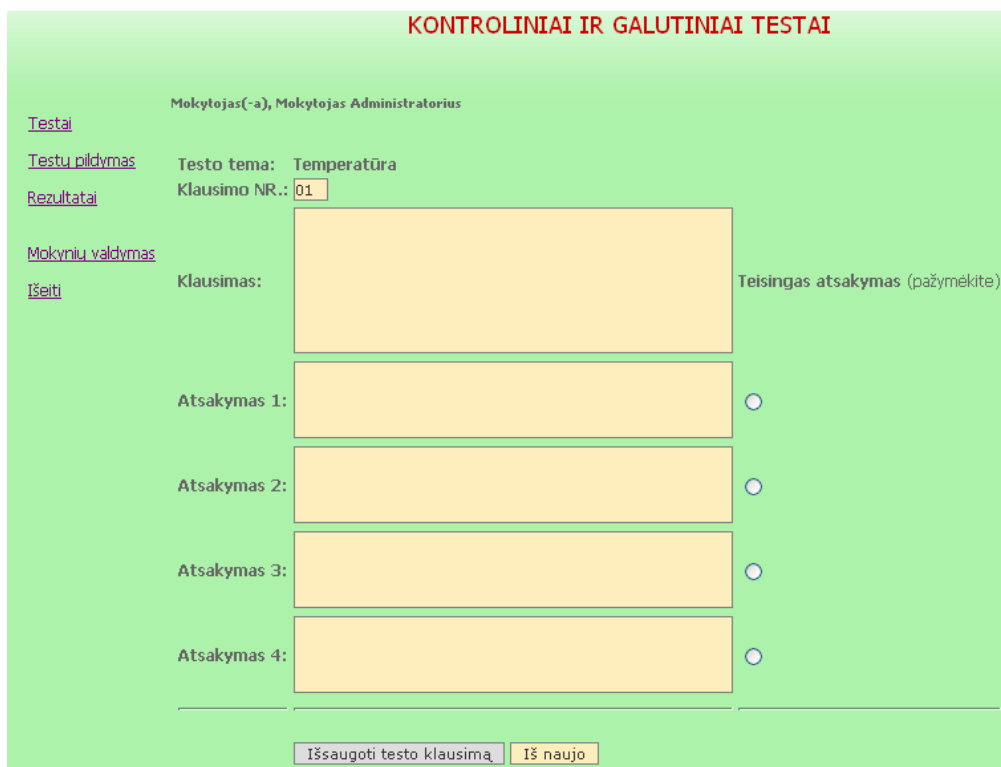 KONTROLINIAI IR GALUTINIAI TESTAI
Mokytojas(-a), Mokytojas Administratorius
Testai
Testų pildymas
Rezultatai
Mokynių valdymas
Išeiti
Testo tema: Temperatūra
Klausimo NR.: 01
Klausimas:
Teisingas atsakymas (pažymėkite)
Atsakymas 1:
Atsakymas 2:
Atsakymas 3:
Atsakymas 4:
Išsaugoti testo klausimą Iš naujo